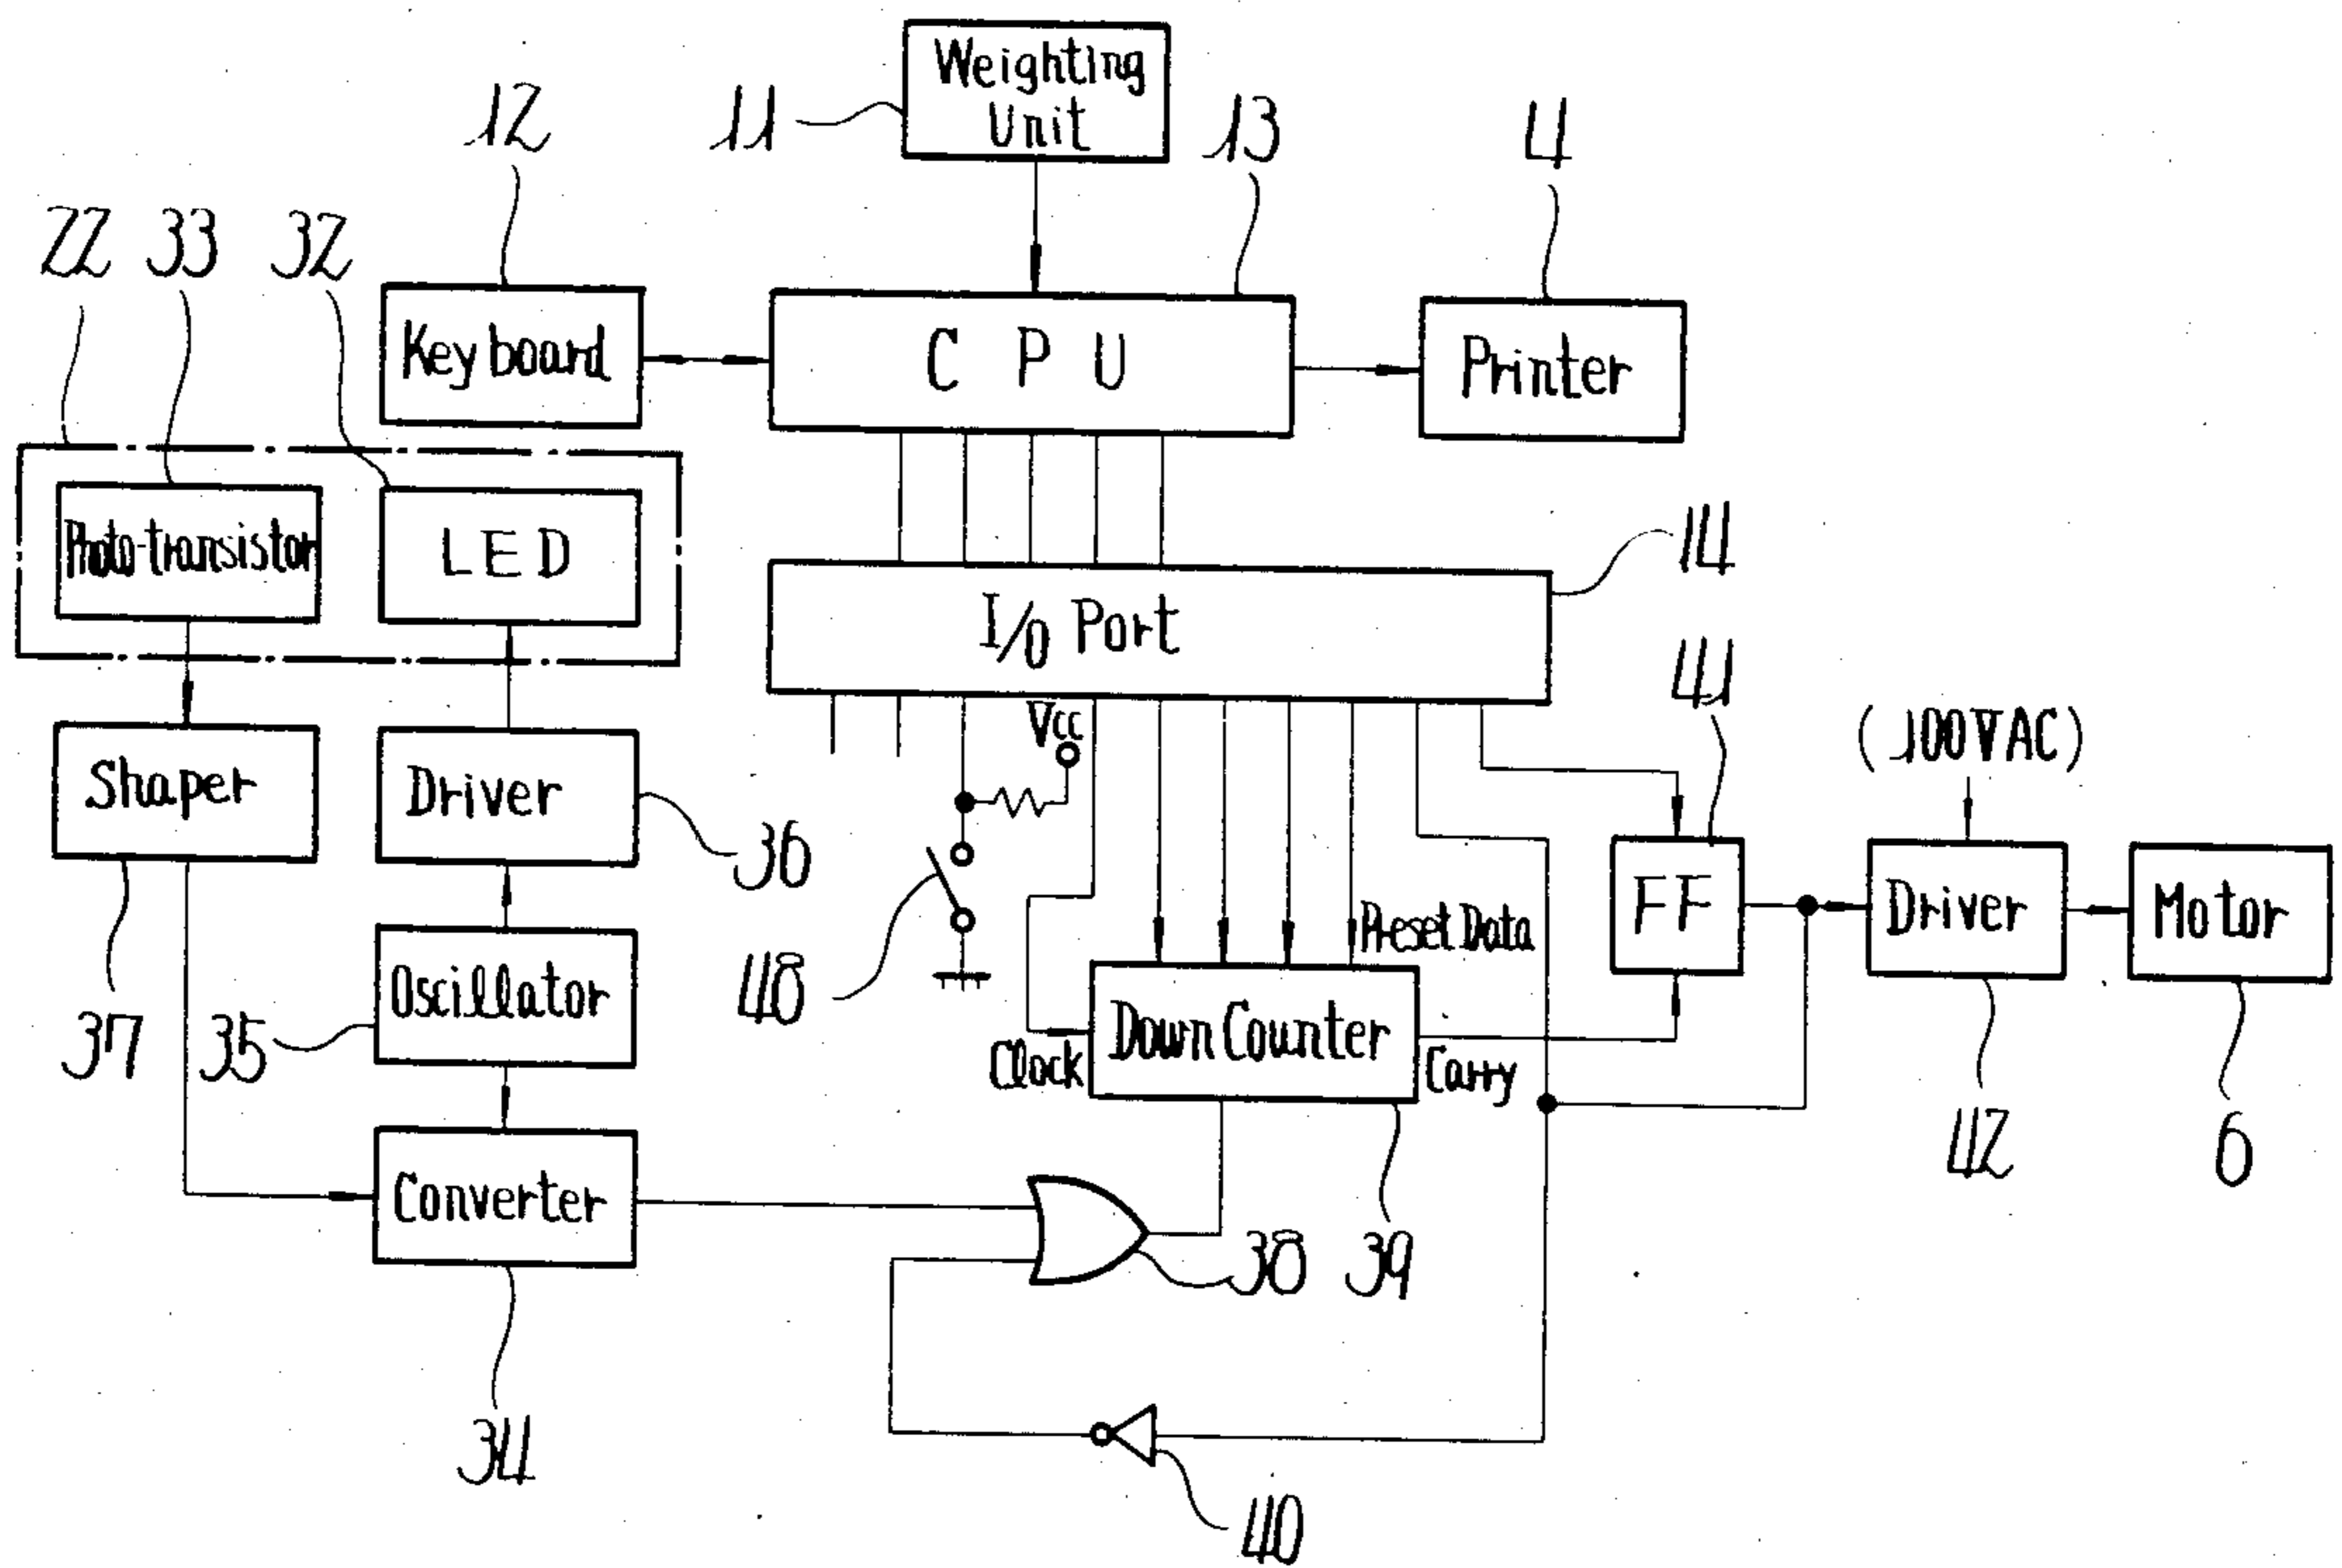 Weighting
Unit
12
11
13
4
22
33
32
Keyboard
C P U
Printer
Photo-transistor
LED
14
I/O Port
41
Vcc
(100VAC)
Shaper
Driver
36
FF
Driver
Motor
Preset Data
48
Oscillator
Down Counter
37
35
Clock
Carry
42
6
Converter
38
39
34
40